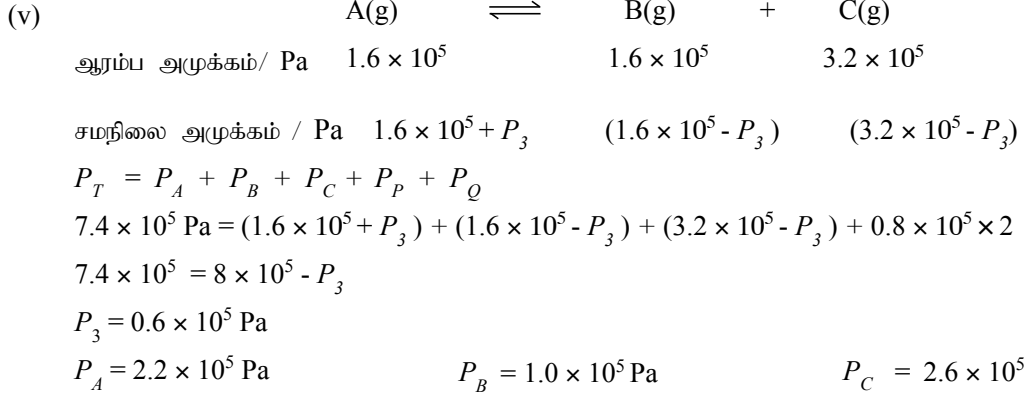 (v) A(g) ⇌ B(g) + C(g)
ஆரம்ப அமுக்கம்/ Pa 1.6 × 10⁵ 1.6 × 10⁵ 3.2 × 10⁵
சமநிலை அமுக்கம் / Pa 1.6 × 10⁵ + P₃ (1.6 × 10⁵ - P₃ ) (3.2 × 10⁵ - P₃)
P_T = P_A + P_B + P_C + P_P + P_Q
7.4 × 10⁵ Pa = (1.6 × 10⁵ + P₃ ) + (1.6 × 10⁵ - P₃ ) + (3.2 × 10⁵ - P₃ ) + 0.8 × 10⁵ × 2
7.4 × 10⁵ = 8 × 10⁵ - P₃
P₃ = 0.6 × 10⁵ Pa
P_A = 2.2 × 10⁵ Pa P_B = 1.0 × 10⁵ Pa P_C = 2.6 × 10⁵